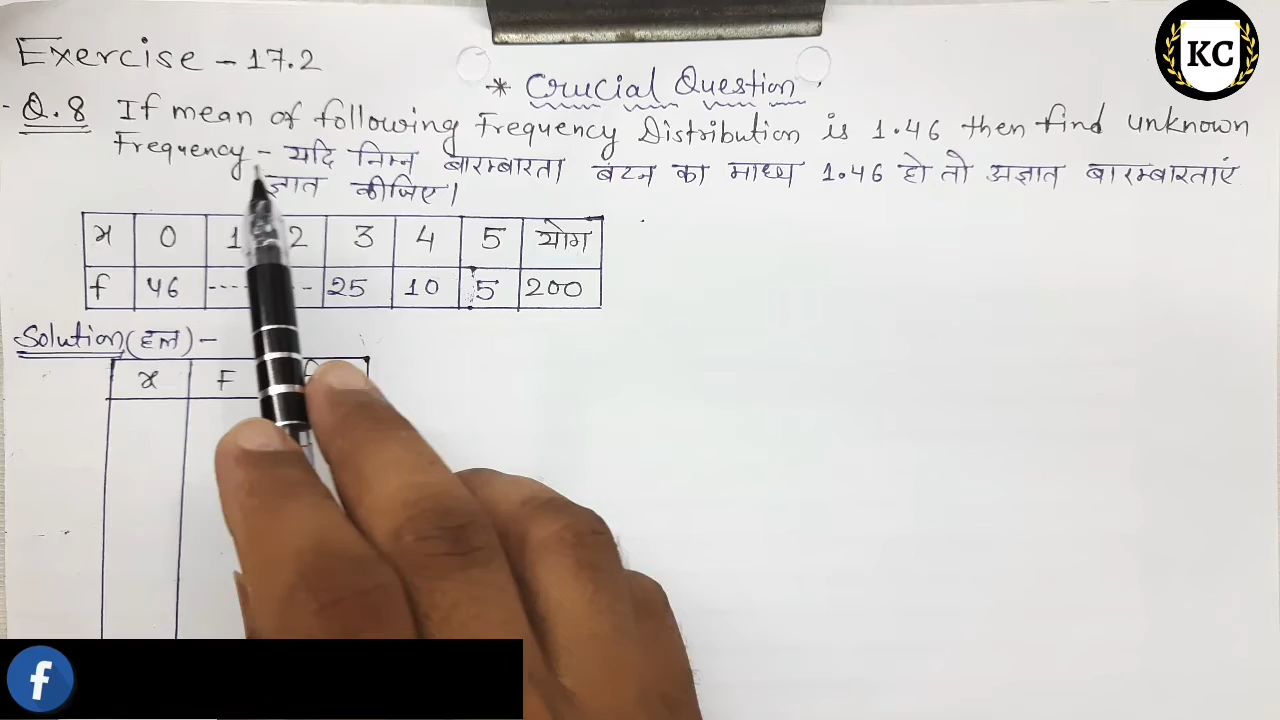 KC
Exercise - 17.2
* Crucial Question
Q.8 If mean of following Frequency Distribution is 1.46 then find unknown
Frequency - यदि निम्न बारम्बारता बंटन का माध्य 1.46 हो तो अज्ञात बारम्बारताएं
ज्ञात कीजिए।
x 0 1 2 3 4 5 योग
f 46 ---- - 25 10 5 200
Solution (हल) -
x F
f